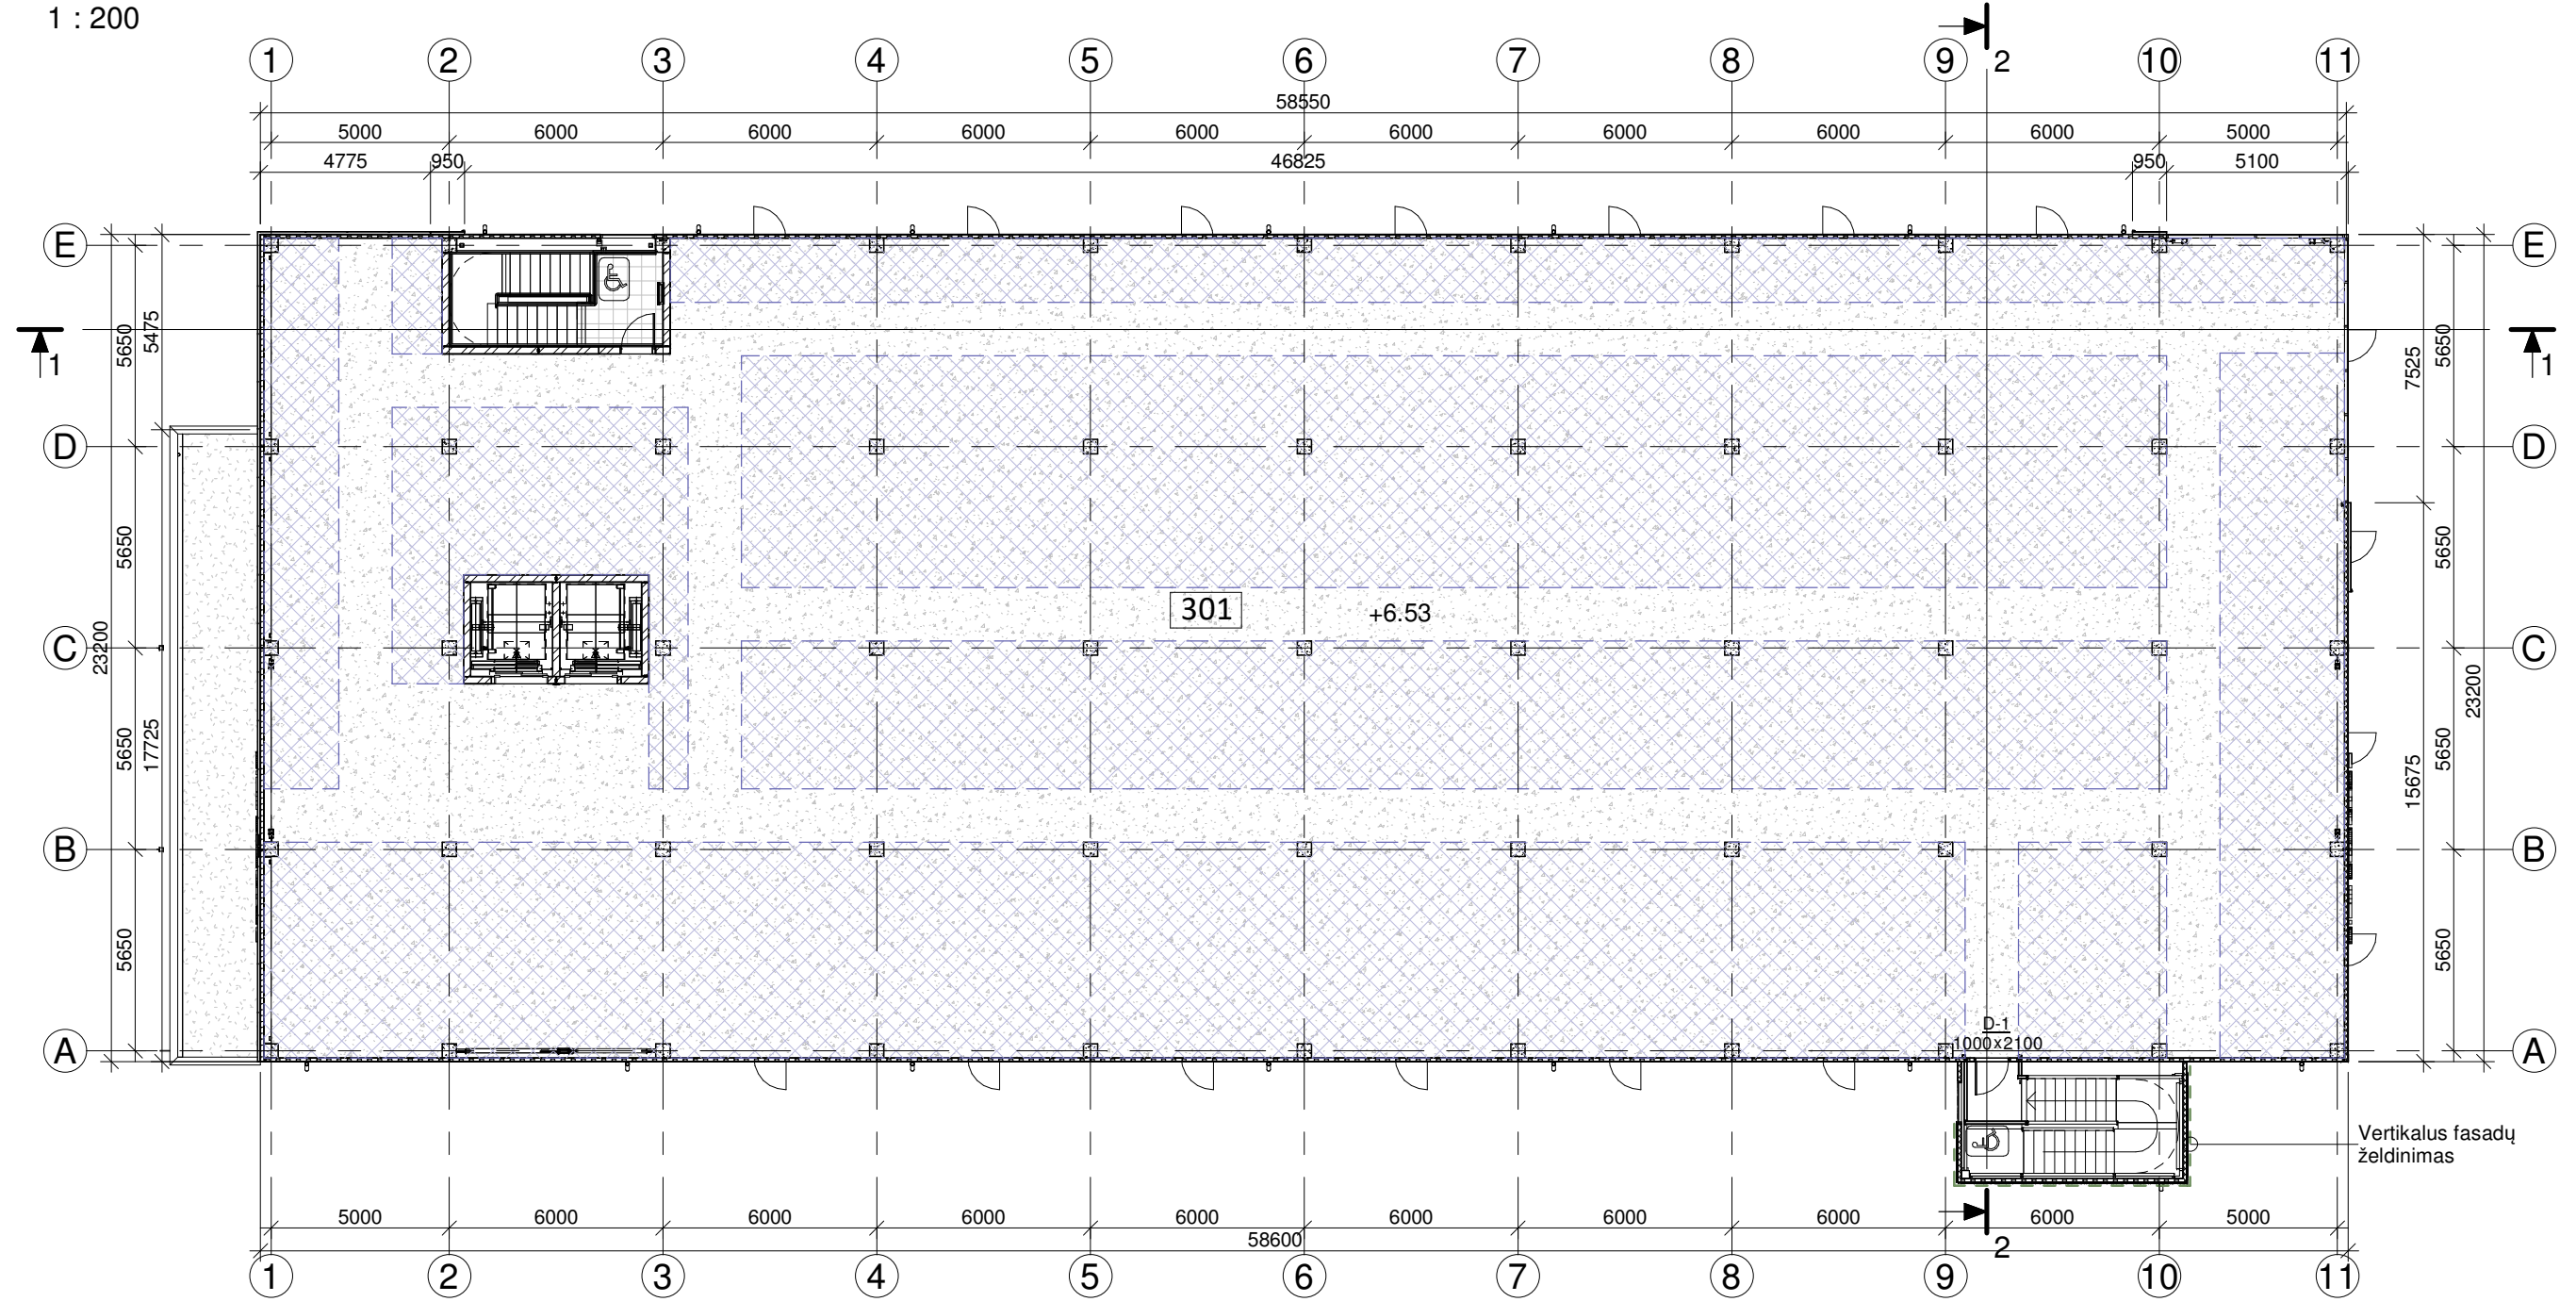 1 : 200
2
1 2 3 4 5 6 7 8 9 10 11
58550
5000 6000 6000 6000 6000 6000 6000 6000 6000 5000
4775 950 46825 950 5100
E E
5650 5475 7525 5650
1 1
D D
5650 5650
301 +6.53
C C
23200 23200
5650 17725 15675 5650
B B
5650 5650
D-1
1000x2100
A A
Vertikalus fasadų
želdinimas
5000 6000 6000 6000 6000 6000 6000 6000 6000 5000
58600
2
1 2 3 4 5 6 7 8 9 10 11